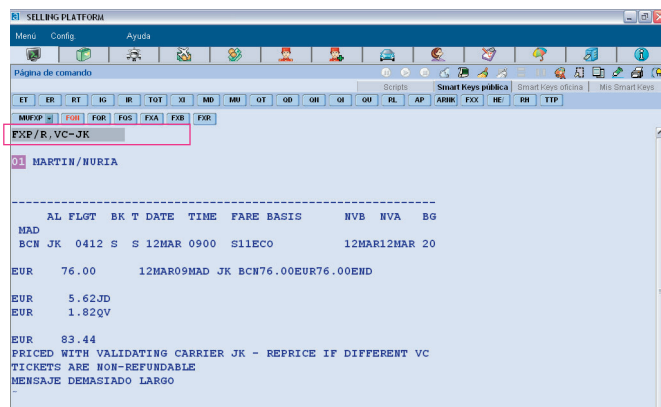 SELLING PLATFORM
Menú Config. Ayuda
Página de comando
Scripts Smart Keys pública Smart Keys oficina Mis Smart Keys
ET ER RT IG IR TQT XI MD MU QT QD QH QI QU RL AP ARHK FXX HE/ RH TTP
MUFXP FQH FQR FQS FXA FXB FXR
FXP/R,VC-JK
01 MARTIN/NURIA
------------------------------------------------------
AL FLGT BK T DATE TIME FARE BASIS NVB NVA BG
MAD
BCN JK 0412 S S 12MAR 0900 S11ECO 12MAR12MAR 20
EUR 76.00 12MAR09MAD JK BCN76.00EUR76.00END
EUR 5.62JD
EUR 1.82QV
EUR 83.44
PRICED WITH VALIDATING CARRIER JK - REPRICE IF DIFFERENT VC
TICKETS ARE NON-REFUNDABLE
MENSAJE DEMASIADO LARGO